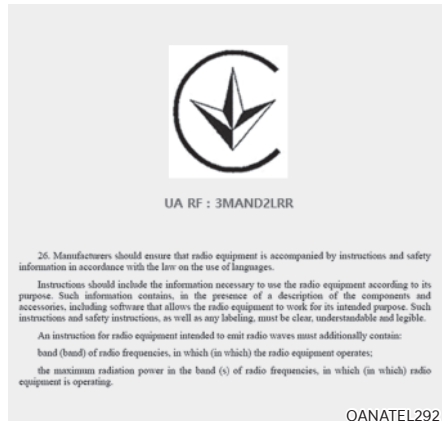 UA RF : 3MAND2LRR
26. Manufacturers should ensure that radio equipment is accompanied by instructions and safety
information in accordance with the law on the use of languages.
Instructions should include the information necessary to use the radio equipment according to its
purpose. Such information contains, in the presence of a description of the components and
accessories, including software that allows the radio equipment to work for its intended purpose. Such
instructions and safety instructions, as well as any labeling, must be clear, understandable and legible.
An instruction for radio equipment intended to emit radio waves must additionally contain:
band (band) of radio frequencies, in which (in which) the radio equipment operates;
the maximum radiation power in the band (s) of radio frequencies, in which (in which) radio
equipment is operating.
OANATEL292